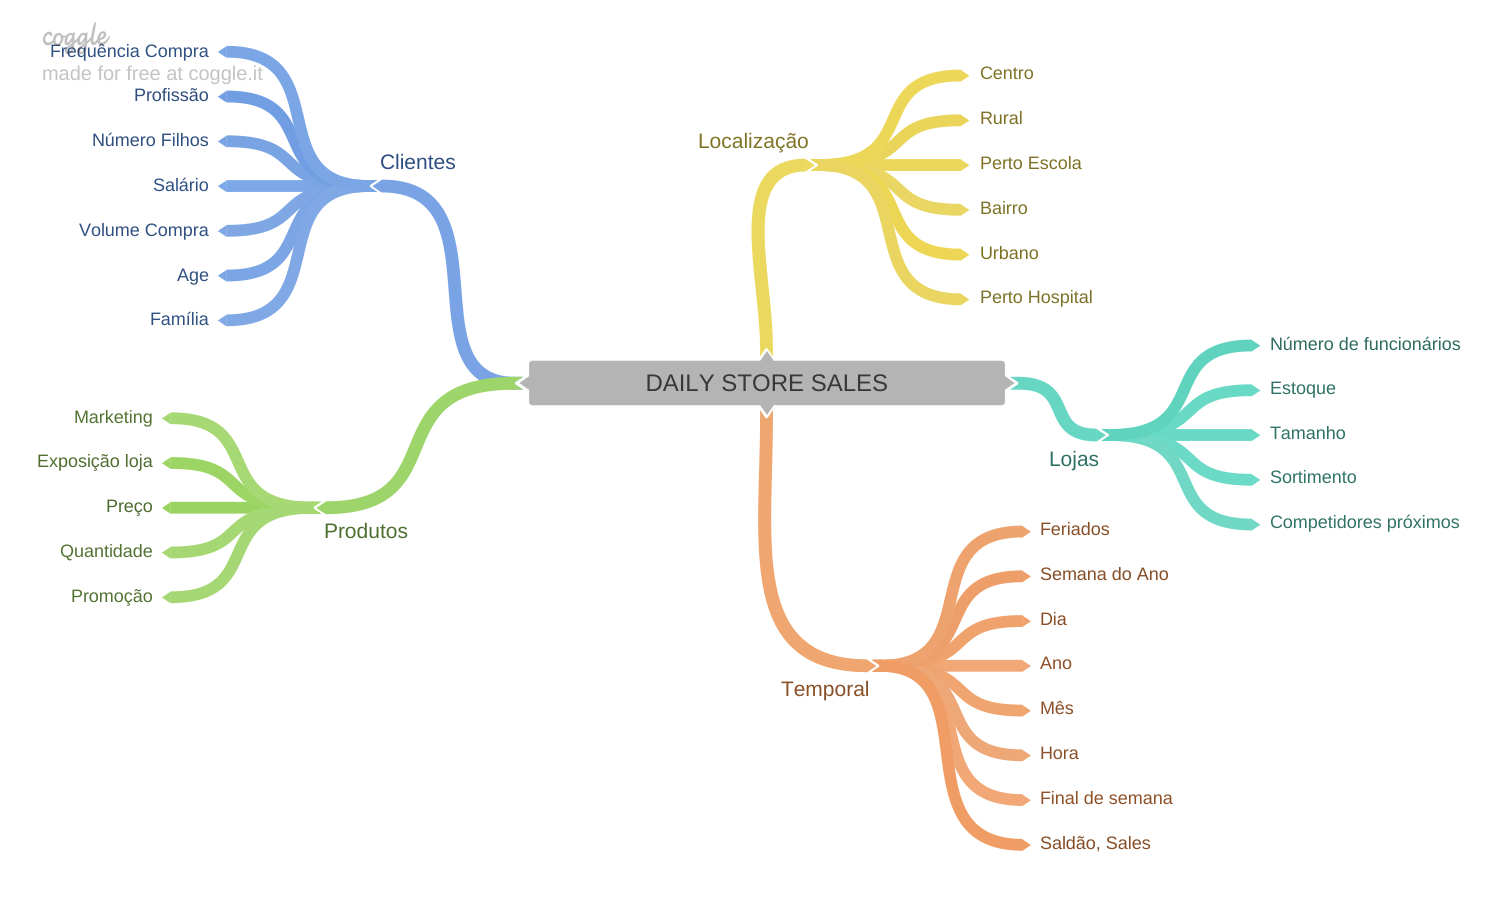 coggle
made for free at coggle.it
Frequência Compra
Profissão
Número Filhos
Salário
Volume Compra
Age
Família
Clientes
Localização
Centro
Rural
Perto Escola
Bairro
Urbano
Perto Hospital
DAILY STORE SALES
Número de funcionários
Estoque
Tamanho
Sortimento
Competidores próximos
Lojas
Marketing
Exposição loja
Preço
Quantidade
Promoção
Produtos
Temporal
Feriados
Semana do Ano
Dia
Ano
Mês
Hora
Final de semana
Saldão, Sales